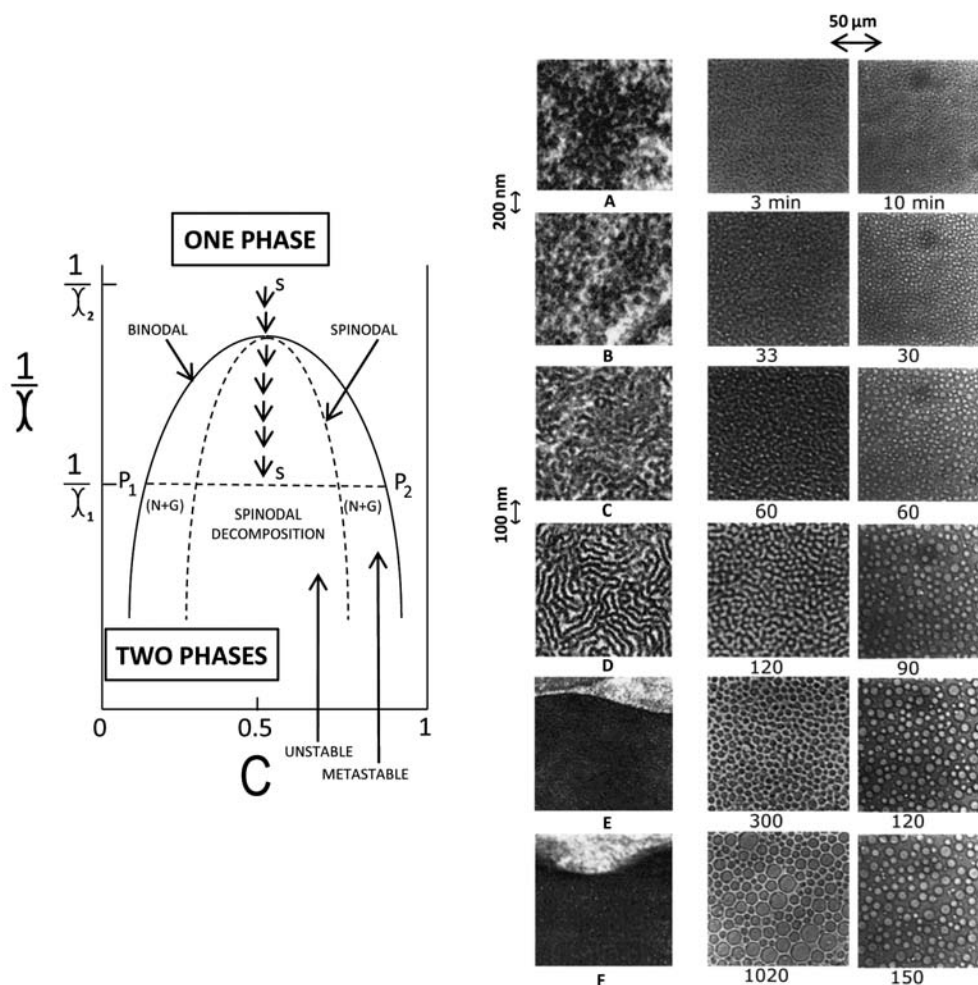 ONE PHASE
1
χ₂
S
BINODAL
SPINODAL
1
χ
1
χ₁
P₁
S
P₂
(N+G)
SPINODAL
DECOMPOSITION
(N+G)
TWO PHASES
0
0.5
1
UNSTABLE
METASTABLE
C
50 µm
200 nm
100 nm
A
3 min
10 min
B
33
30
C
60
60
D
120
90
E
300
120
F
1020
150